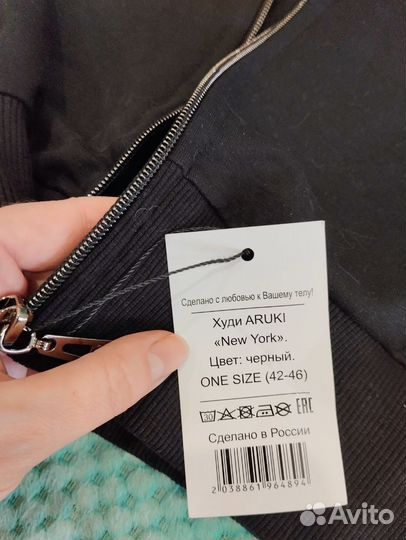 Сделано с любовью к Вашему телу!
Худи ARUKI
«New York».
Цвет: черный.
ONE SIZE (42-46)
30 EAC
Сделано в России
2038861964894
Avito